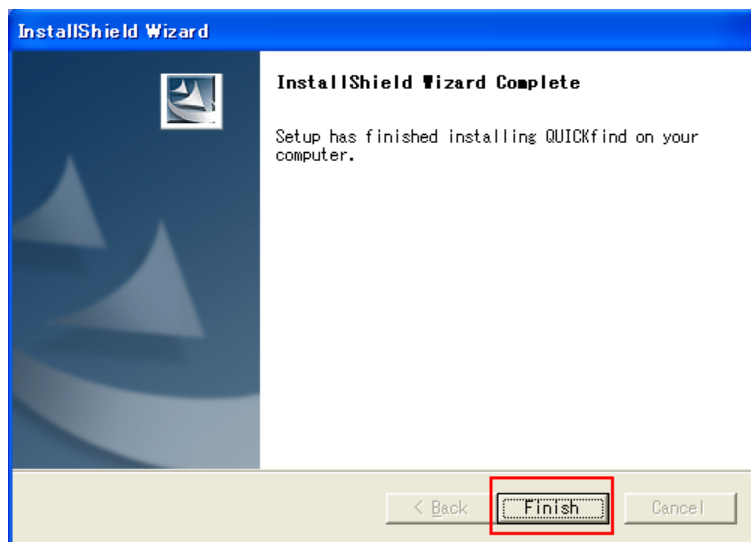 InstallShield Wizard
InstallShield Wizard Complete
Setup has finished installing QUICKfind on your
computer.
< Back
Finish
Cancel